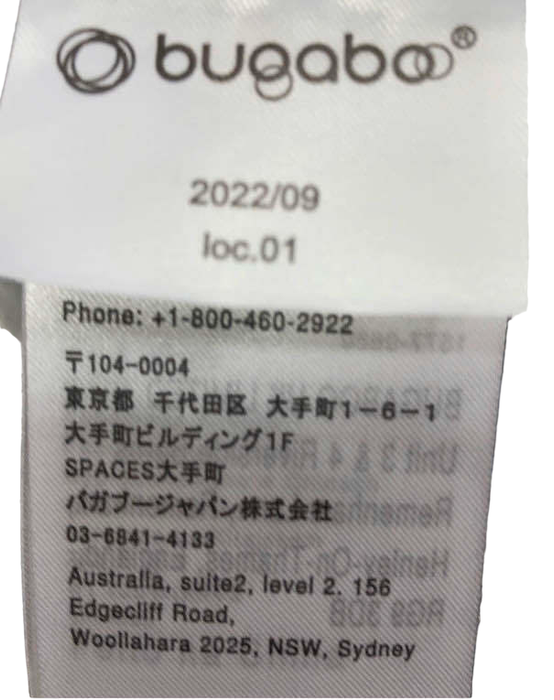 bugaboo®
2022/09
loc.01
Phone: +1-800-460-2922
〒104-0004
東京都 千代田区 大手町1-6-1
大手町ビルディング1F
SPACES大手町
バガブージャパン株式会社
03-6841-4133
Australia, suite2, level 2. 156
Edgecliff Road,
Woollahara 2025, NSW, Sydney